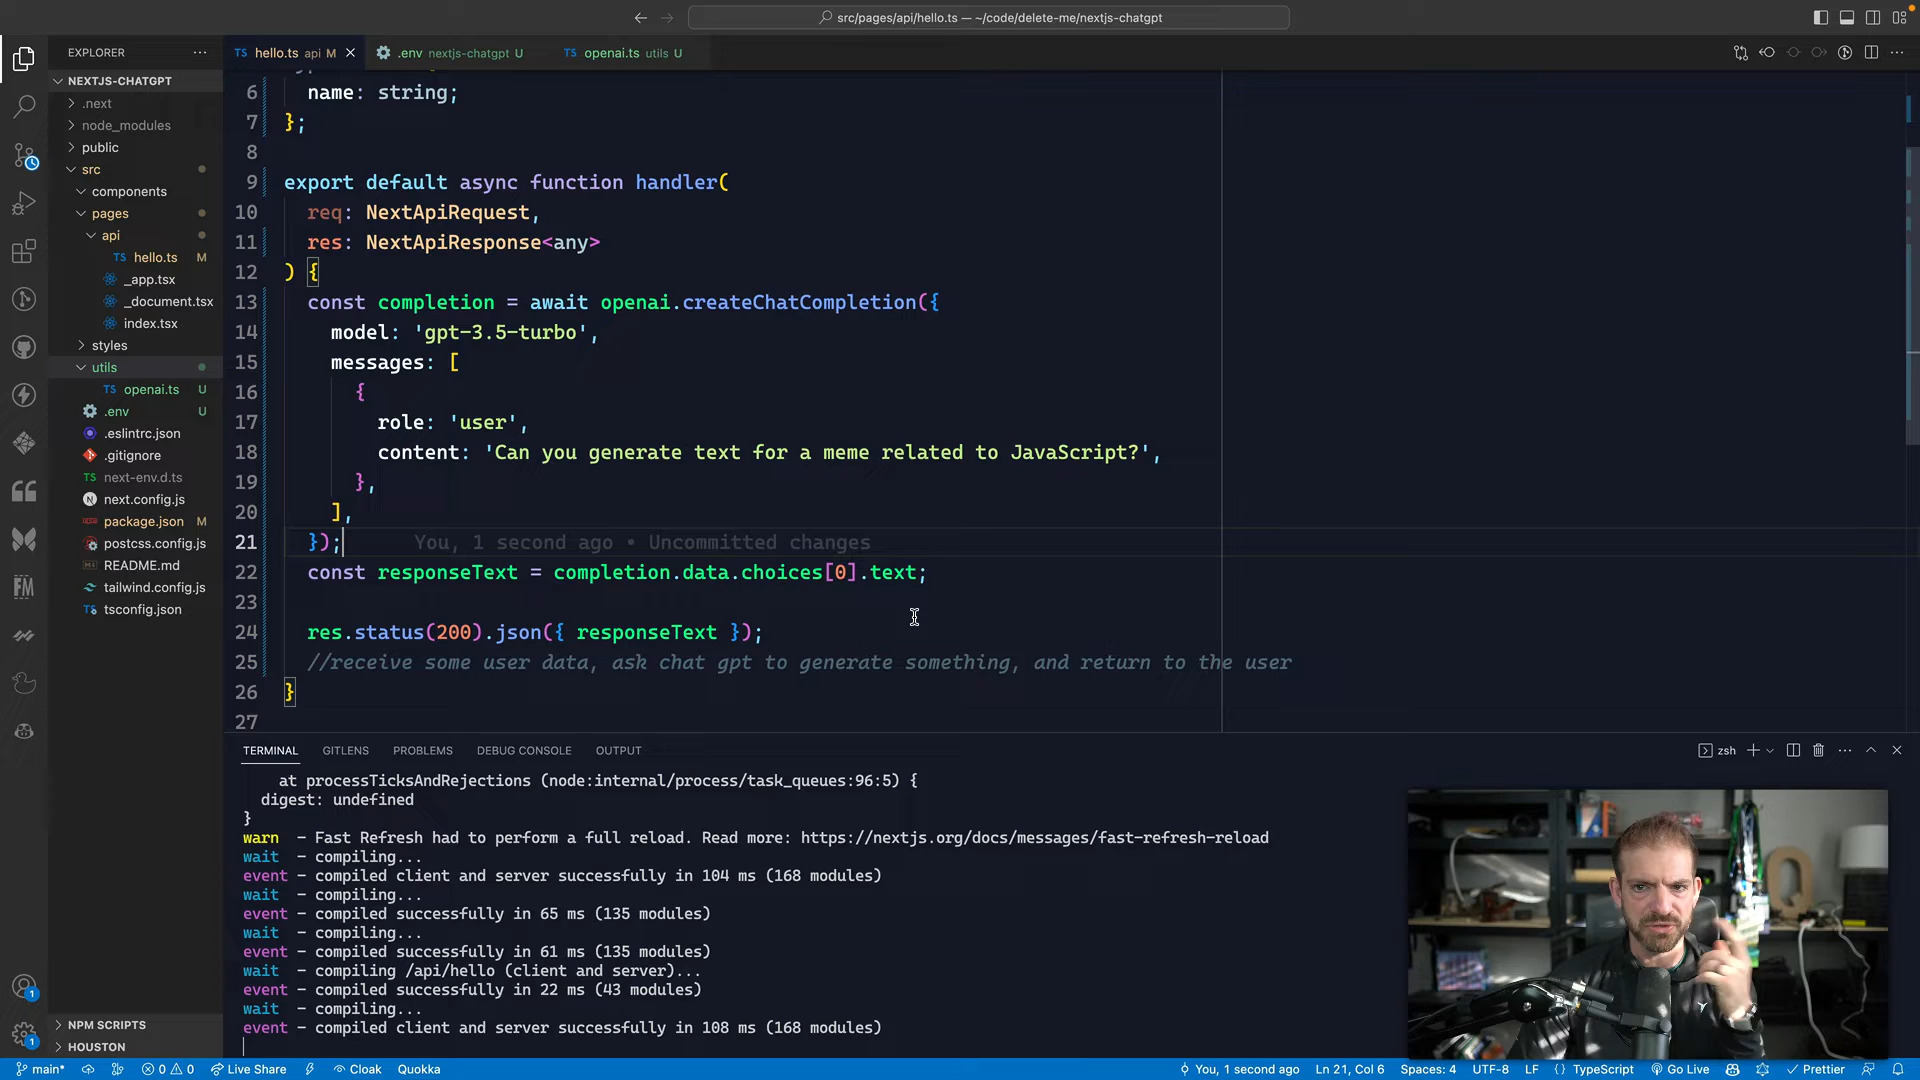 src/pages/api/hello.ts — ~/code/delete-me/nextjs-chatgpt
EXPLORER
NEXTJS-CHATGPT
.next
node_modules
public
src
components
pages
api
TS hello.ts M
_app.tsx
_document.tsx
index.tsx
styles
utils
TS openai.ts U
.env U
.eslintrc.json
.gitignore
TS next-env.d.ts
N next.config.js
package.json M
postcss.config.js
README.md
tailwind.config.js
TS tsconfig.json
NPM SCRIPTS
HOUSTON
FM
1
1
TS hello.ts api M
.env nextjs-chatgpt U
TS openai.ts utils U
6 name: string;
7 };
8
9 export default async function handler(
10 req: NextApiRequest,
11 res: NextApiResponse<any>
12 ) {
13 const completion = await openai.createChatCompletion({
14 model: 'gpt-3.5-turbo',
15 messages: [
16 {
17 role: 'user',
18 content: 'Can you generate text for a meme related to JavaScript?',
19 },
20 ],
21 }); You, 1 second ago • Uncommitted changes
22 const responseText = completion.data.choices[0].text;
23
24 res.status(200).json({ responseText });
25 //receive some user data, ask chat gpt to generate something, and return to the user
26 }
27
TERMINAL GITLENS PROBLEMS DEBUG CONSOLE OUTPUT
zsh
at processTicksAndRejections (node:internal/process/task_queues:96:5) {
digest: undefined
}
warn – Fast Refresh had to perform a full reload. Read more: https://nextjs.org/docs/messages/fast-refresh-reload
wait – compiling...
event – compiled client and server successfully in 104 ms (168 modules)
wait – compiling...
event – compiled successfully in 65 ms (135 modules)
wait – compiling...
event – compiled successfully in 61 ms (135 modules)
wait – compiling /api/hello (client and server)...
event – compiled successfully in 22 ms (43 modules)
wait – compiling...
event – compiled client and server successfully in 108 ms (168 modules)
main* 0 0 Live Share Cloak Quokka
You, 1 second ago Ln 21, Col 6 Spaces: 4 UTF-8 LF TypeScript Go Live Prettier